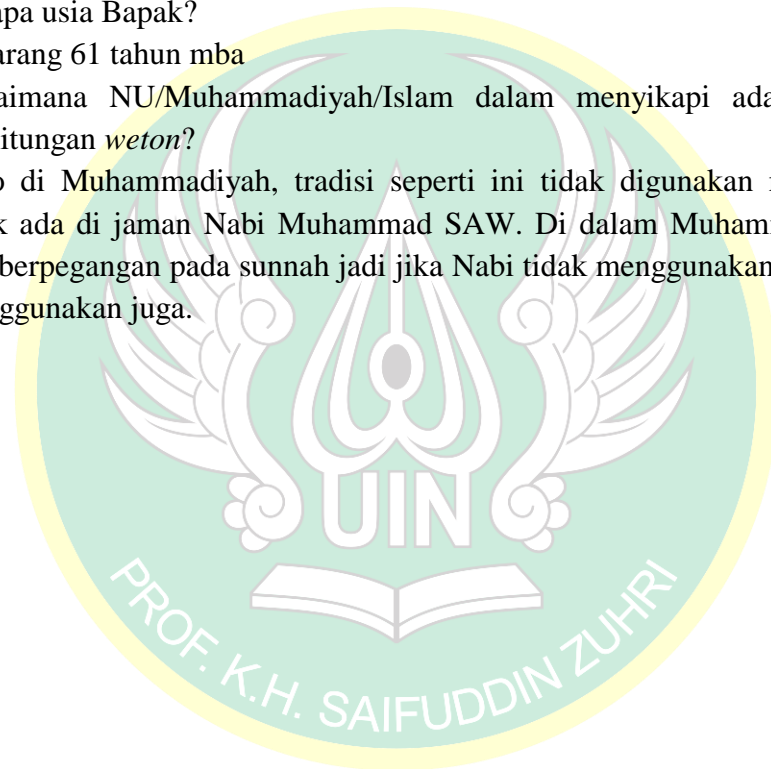 apa usia Bapak?
arang 61 tahun mba
aimana NU/Muhammadiyah/Islam dalam menyikapi ada
itungan weton?
o di Muhammadiyah, tradisi seperti ini tidak digunakan
k ada di jaman Nabi Muhammad SAW. Di dalam Muham
berpegangan pada sunnah jadi jika Nabi tidak menggunakan
ggunakan juga.
UIN
PROF. K.H. SAIFUDDIN ZUHRI